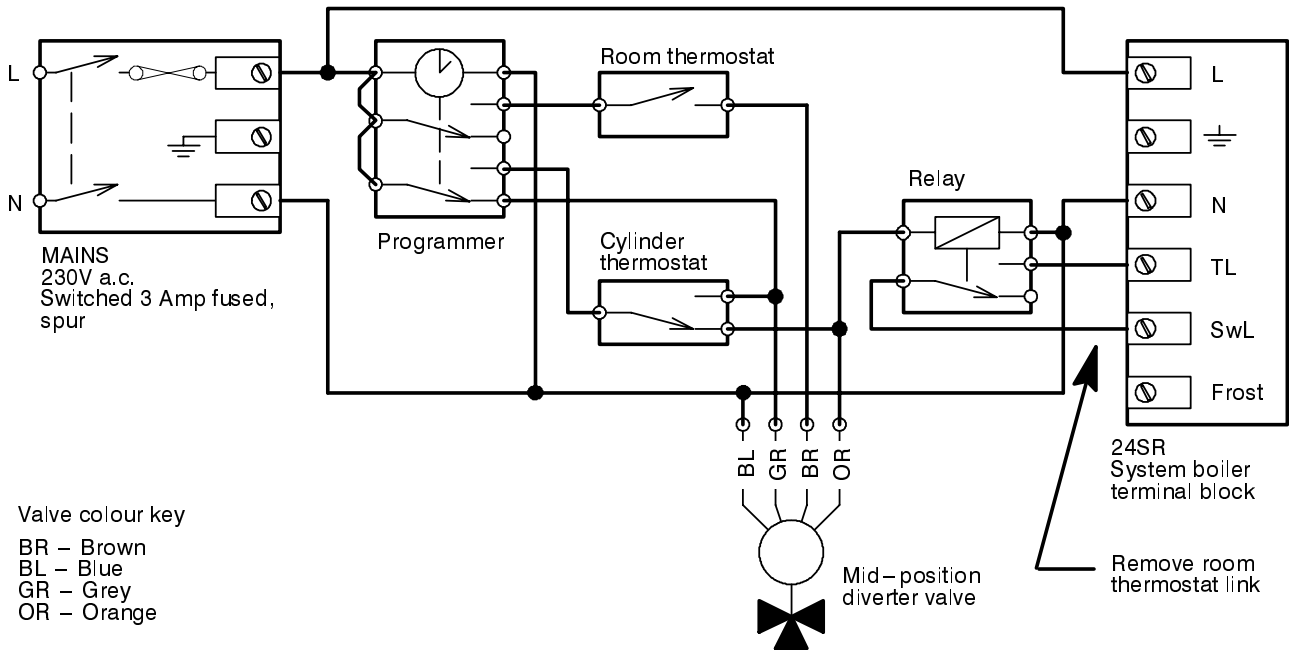 L
N
MAINS
230V a.c.
Switched 3 Amp fused,
spur
Programmer
Room thermostat
Cylinder
thermostat
Relay
L
N
TL
SwL
Frost
24SR
System boiler
terminal block
Remove room
thermostat link
BL
GR
BR
OR
Mid–position
diverter valve
Valve colour key
BR – Brown
BL – Blue
GR – Grey
OR – Orange